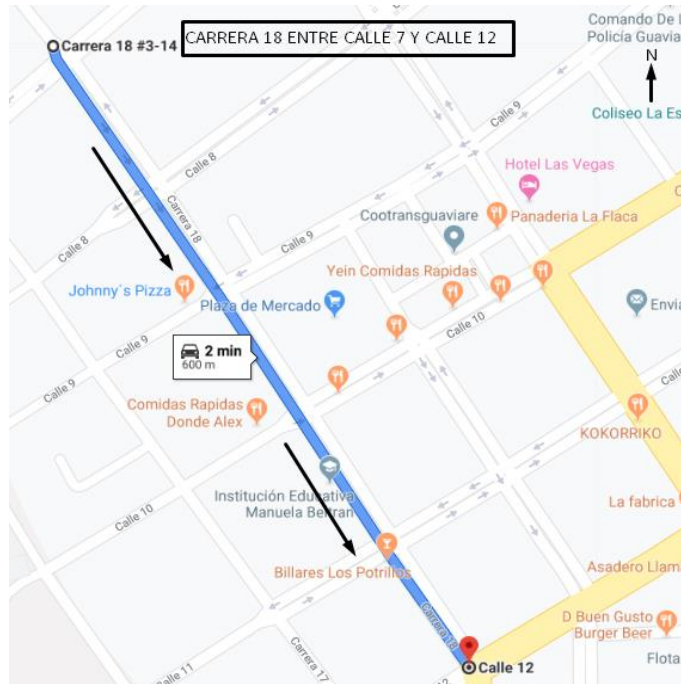 Carrera 18 #3-14
CARRERA 18 ENTRE CALLE 7 Y CALLE 12
Comando De
Policía Guavia
N
Calle 9
Coliseo La Es
Calle 8
Hotel Las Vegas
Carrera 18
Cootransguaviare
Panaderia La Flaca
Calle 8
Calle 9
Johnny´s Pizza
Yein Comidas Rapidas
Plaza de Mercado
Envia
Calle 10
Calle 9
2 min
600 m
Comidas Rapidas
Donde Alex
KOKORRIKO
Institución Educativa
Manuela Beltran
La fabrica
Calle 10
Billares Los Potrillos
Asadero Llam
Carrera 18
D Buen Gusto
Burger Beer
Calle 11
Carrera 17
Calle 12
Flota